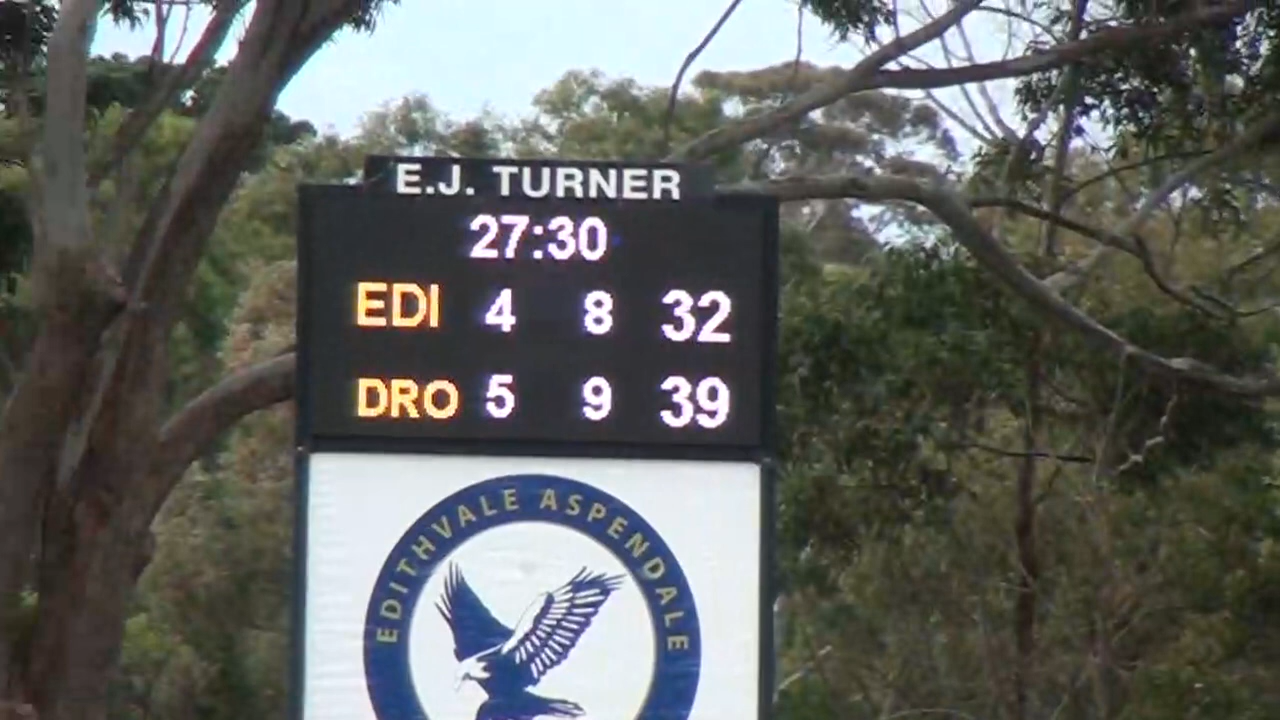 E.J. TURNER
27:30
EDI 4 8 32
DRO 5 9 39
EDITHVALE ASPENDALE